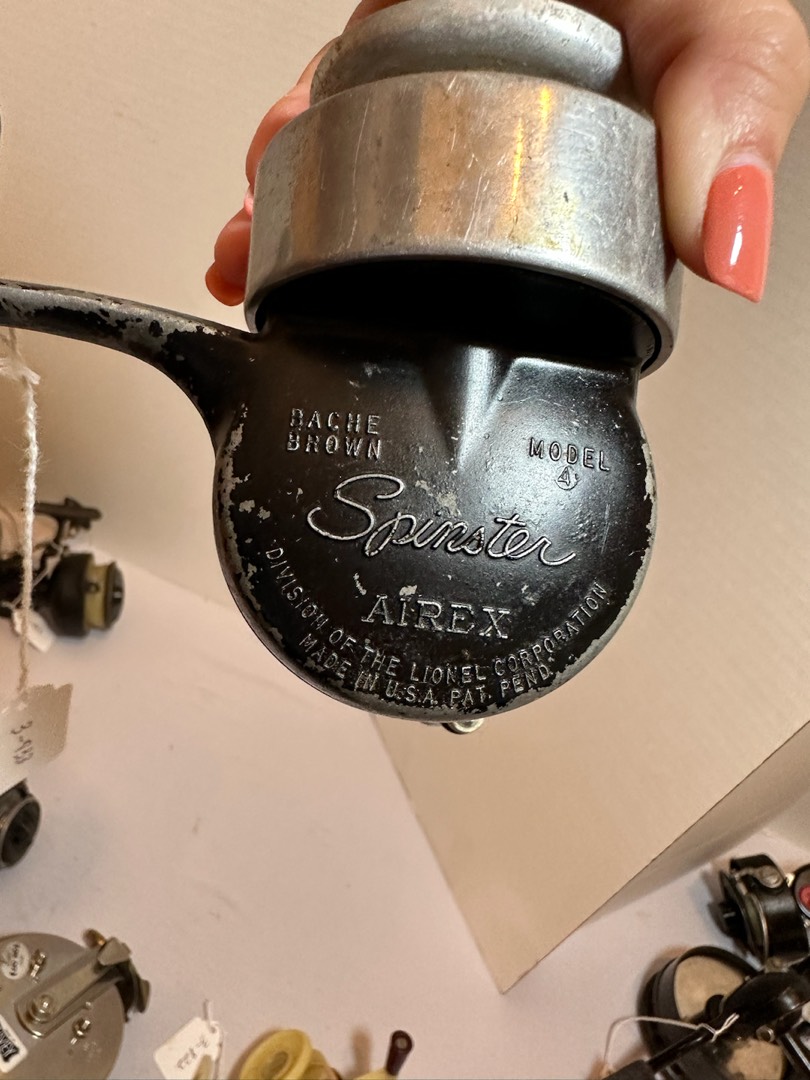 BACHE
BROWN
MODEL
4
Spinster
AIREX
DIVISION OF THE LIONEL CORPORATION
MADE IN U.S.A. PAT. PEND.